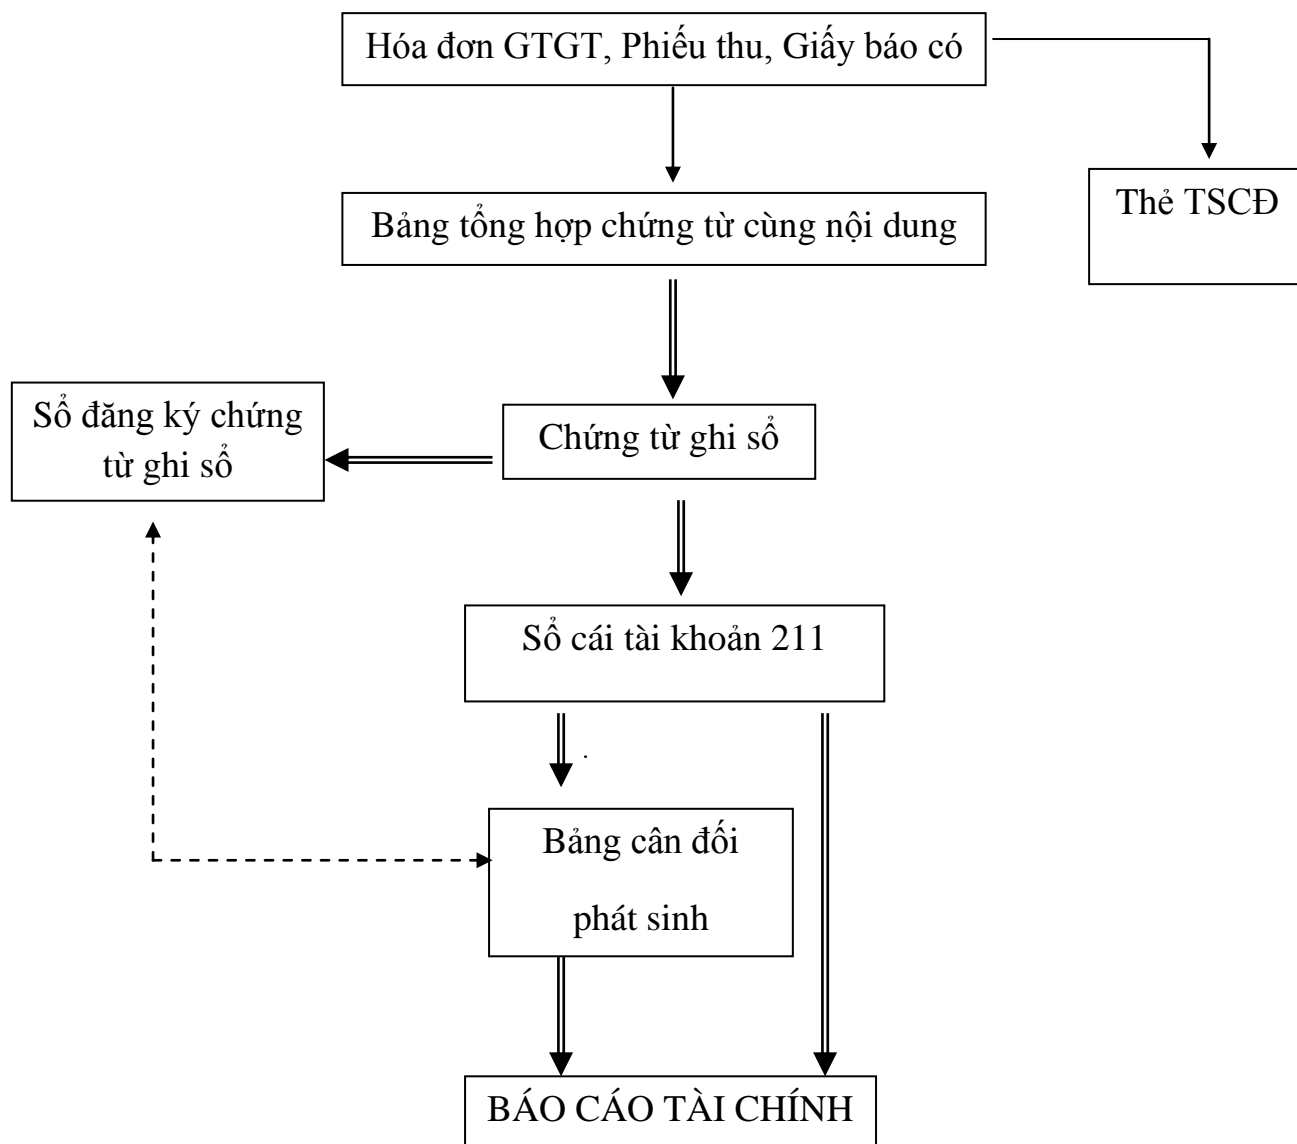 Hóa đơn GTGT, Phiếu thu, Giấy báo có
Thẻ TSCĐ
Bảng tổng hợp chứng từ cùng nội dung
Sổ đăng ký chứng
từ ghi sổ
Chứng từ ghi sổ
Sổ cái tài khoản 211
Bảng cân đối
phát sinh
BÁO CÁO TÀI CHÍNH